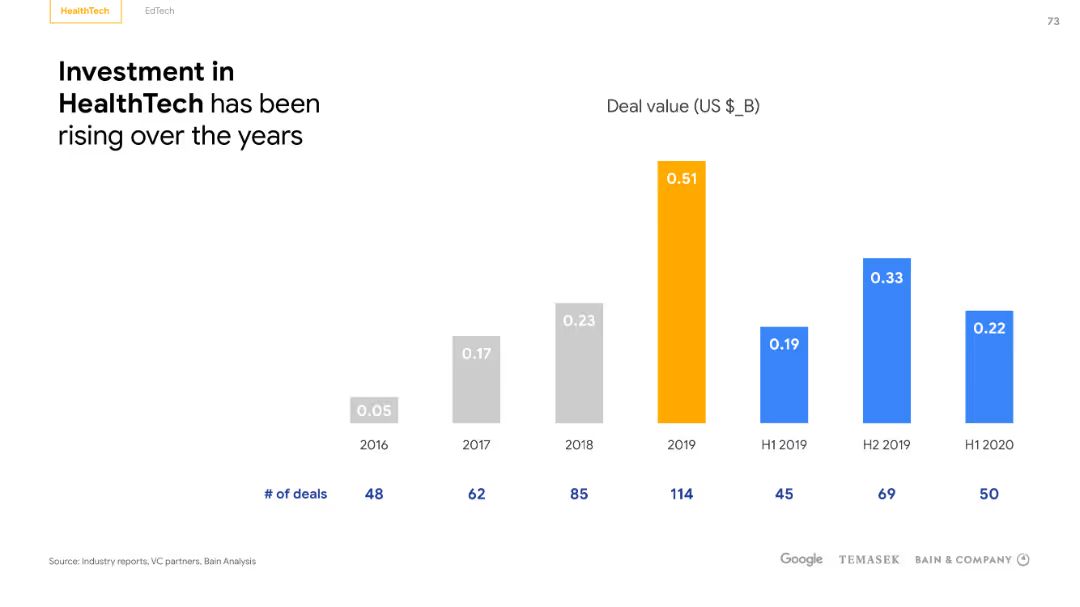 HealthTech EdTech
73
Investment in
HealthTech has been
rising over the years
Deal value (US $_B)
0.05 0.17 0.23 0.51 0.19 0.33 0.22
2016 2017 2018 2019 H1 2019 H2 2019 H1 2020
# of deals 48 62 85 114 45 69 50
Source: Industry reports, VC partners, Bain Analysis
Google TEMASEK BAIN & COMPANY